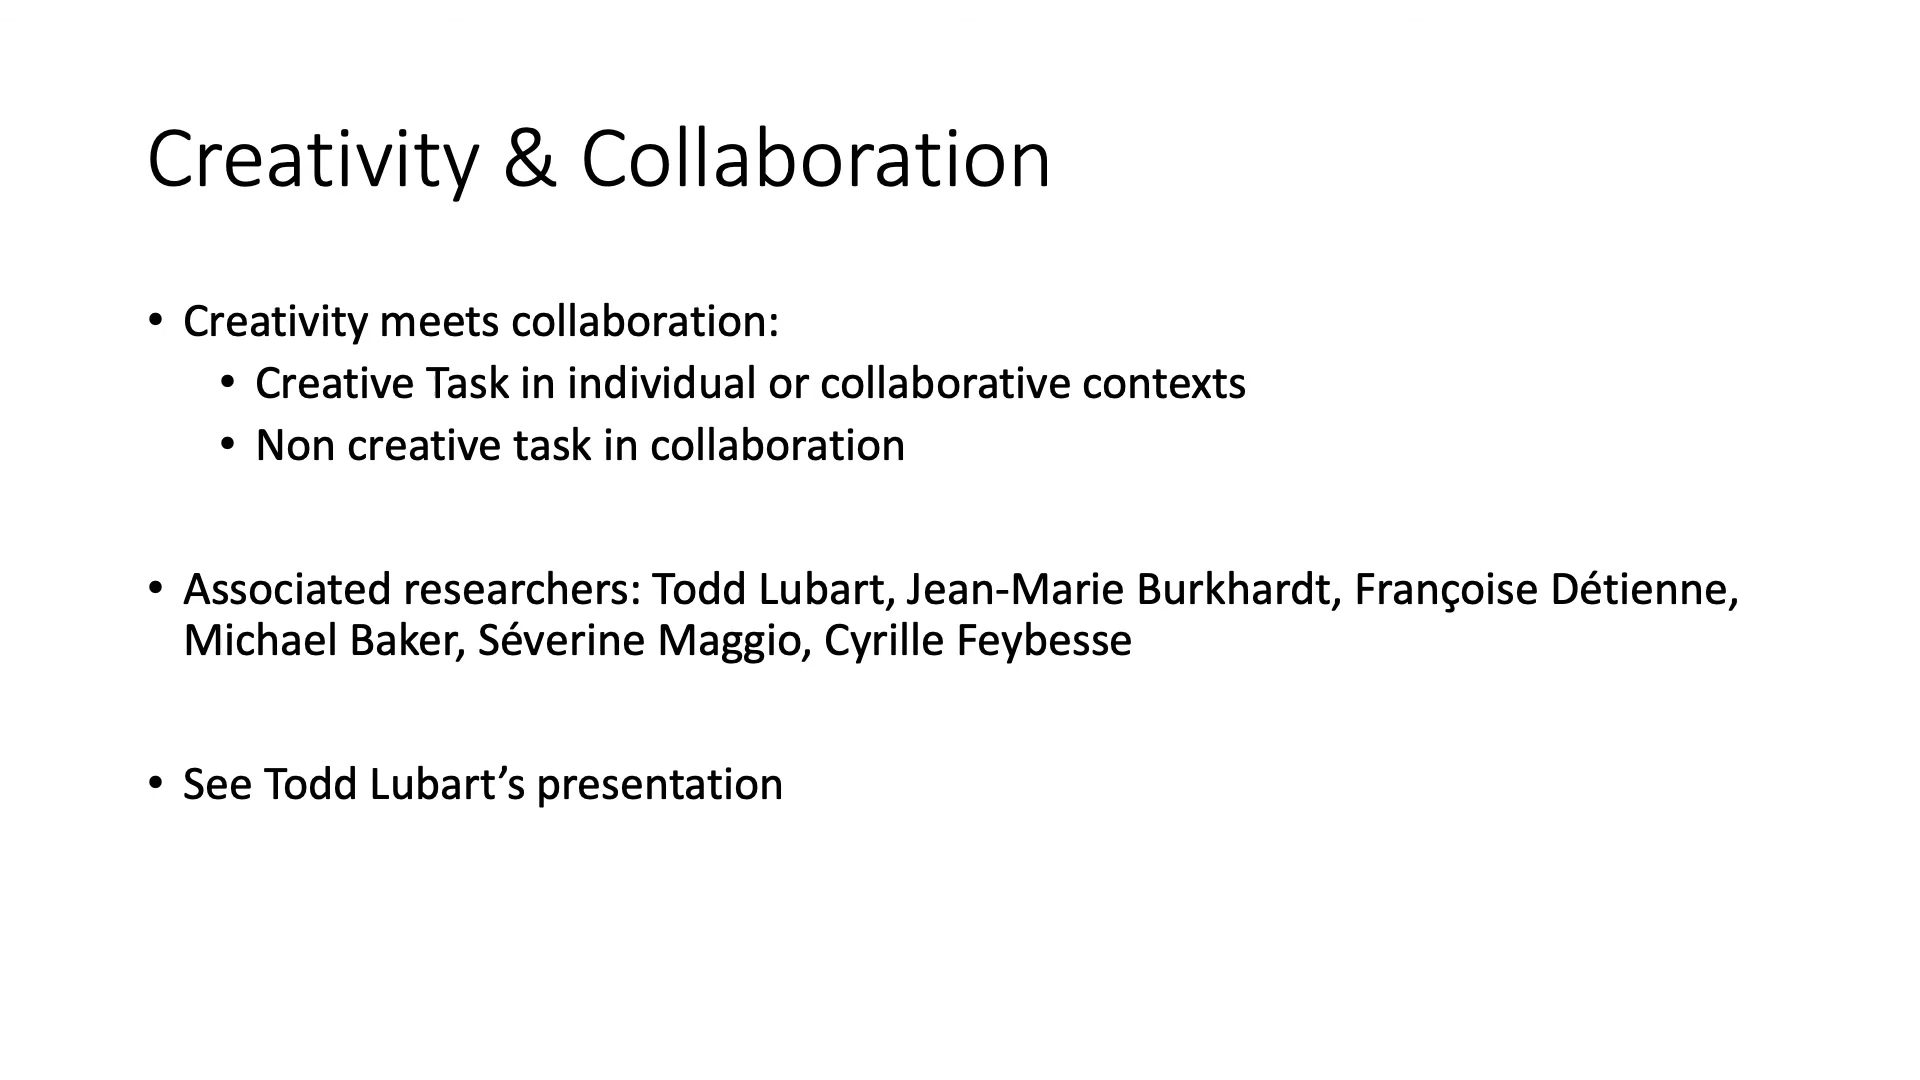 Creativity & Collaboration
• Creativity meets collaboration:
• Creative Task in individual or collaborative contexts
• Non creative task in collaboration
• Associated researchers: Todd Lubart, Jean-Marie Burkhardt, Françoise Détienne,
Michael Baker, Séverine Maggio, Cyrille Feybesse
• See Todd Lubart’s presentation